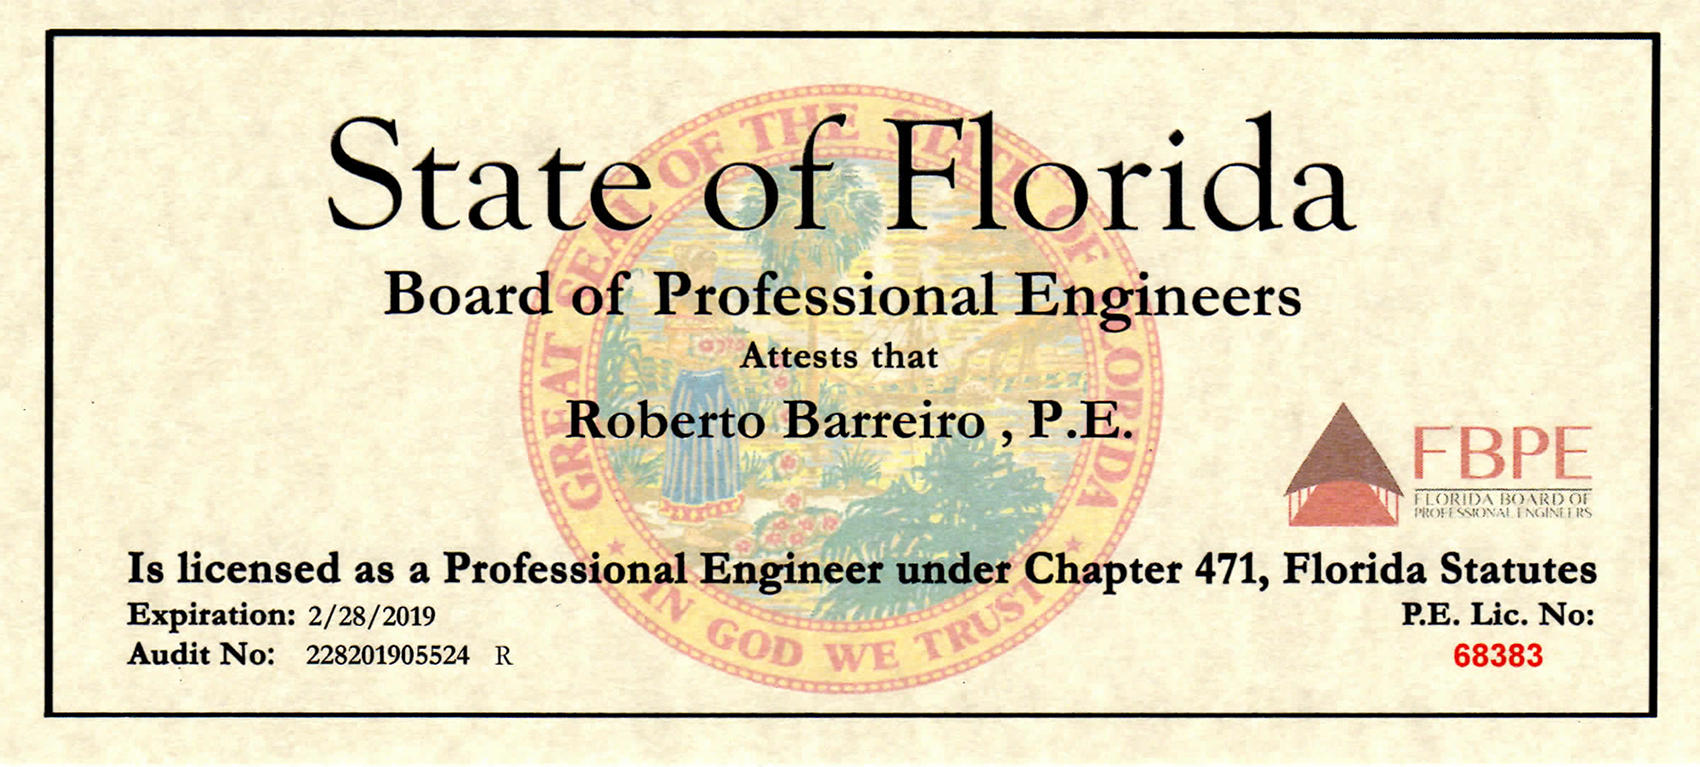 State of Florida
Board of Professional Engineers
Attests that
Roberto Barreiro , P.E.
FBPE
FLORIDA BOARD OF
PROFESSIONAL ENGINEERS
Is licensed as a Professional Engineer under Chapter 471, Florida Statutes
Expiration: 2/28/2019
P.E. Lic. No:
Audit No: 228201905524 R
68383
GREAT SEAL OF THE STATE OF FLORIDA
IN GOD WE TRUST